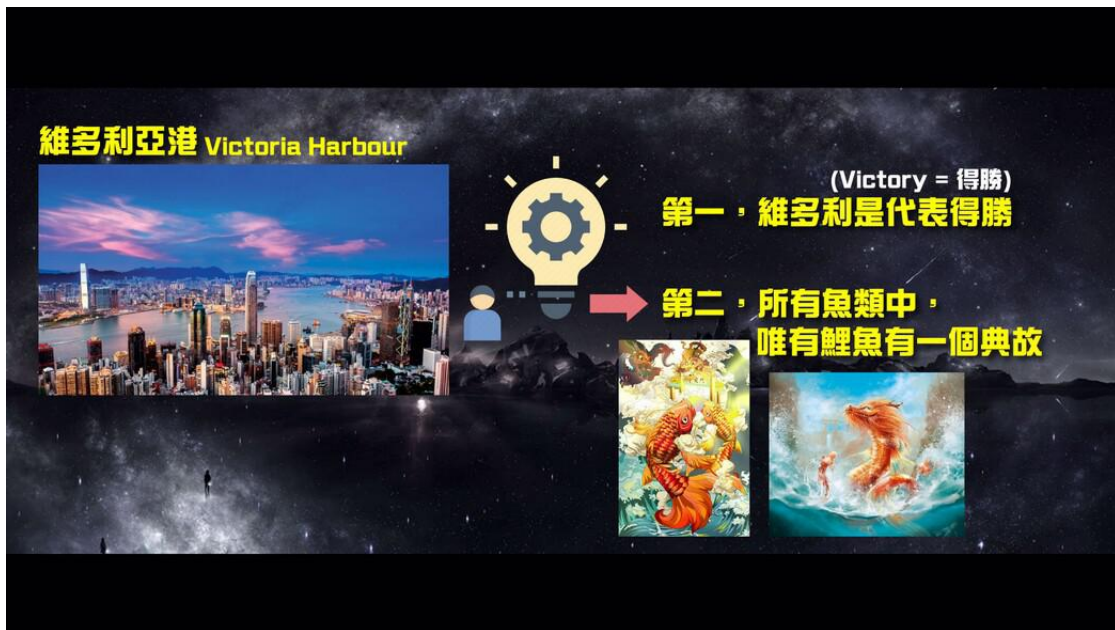 維多利亞港 Victoria Harbour
(Victory = 得勝)
第一，維多利是代表得勝
第二，所有魚類中，
唯有鯉魚有一個典故